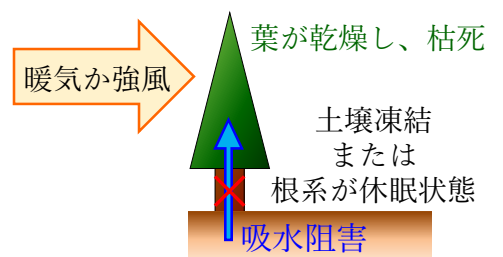 葉が乾燥し、枯死
暖気か強風
土壌凍結
または
根系が休眠状態
吸水阻害